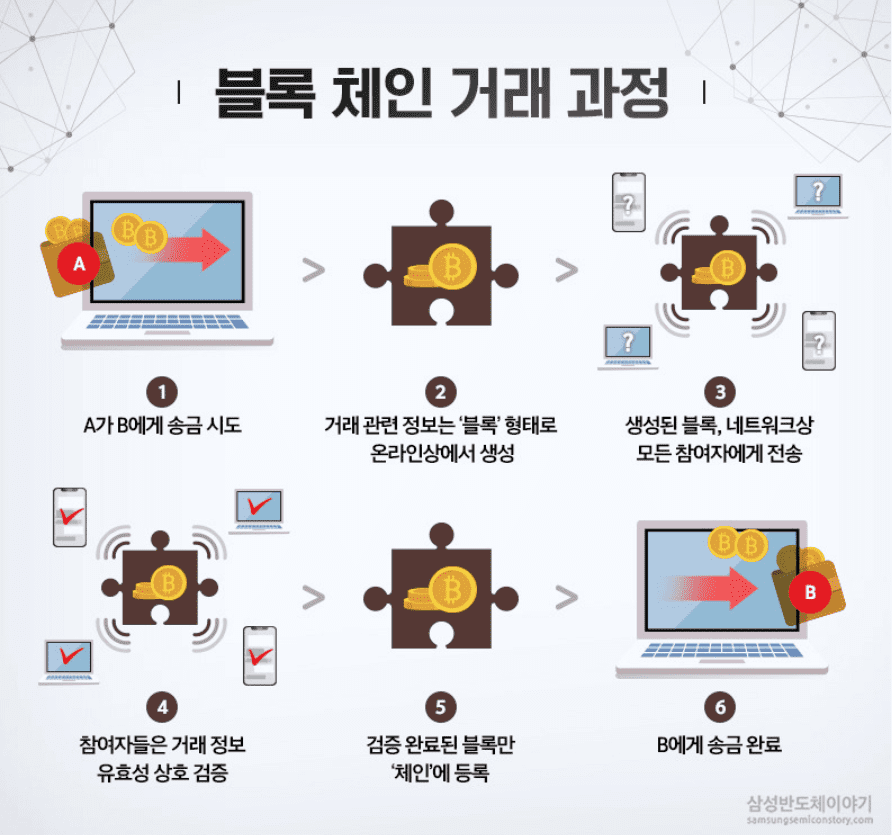 블록 체인 거래 과정
A
?
?
?
?
1
A가 B에게 송금 시도
2
거래 관련 정보는 ‘블록’ 형태로
온라인상에서 생성
3
생성된 블록, 네트워크상
모든 참여자에게 전송
4
참여자들은 거래 정보
유효성 상호 검증
5
검증 완료된 블록만
‘체인’에 등록
B
6
B에게 송금 완료
삼성반도체이야기
samsungsemiconstory.com